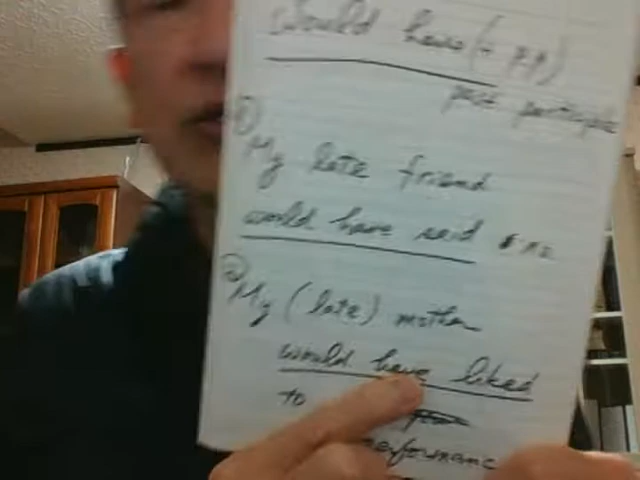 would have (+ pp)
past participle
① My late friend
would have said
② My (late) mother
would have liked
to
performance